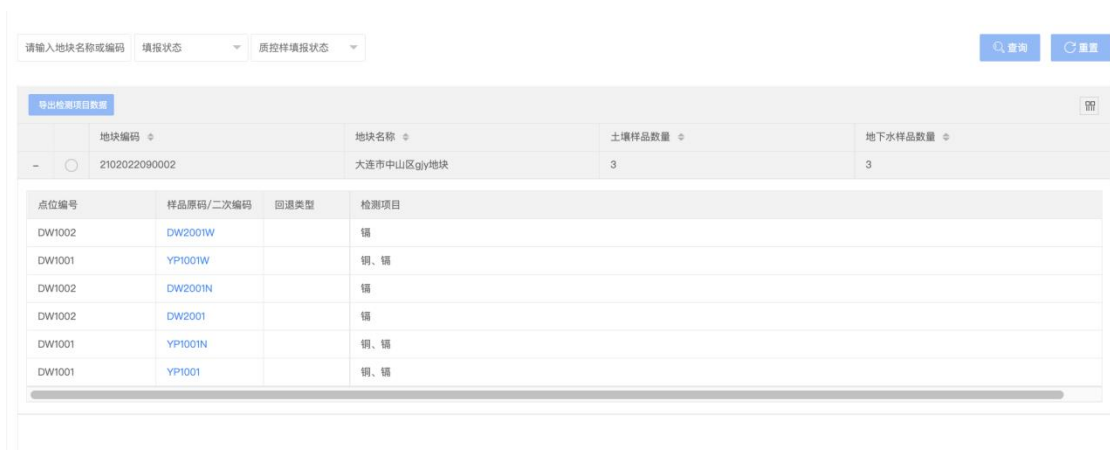 请输入地块名称或编码 填报状态 质控样填报状态 查询 重置
导出检测项目数据
地块编码 地块名称 土壤样品数量 地下水样品数量
2102022090002 大连市中山区gjy地块 3 3
点位编号 样品原码/二次编码 回退类型 检测项目
DW1002 DW2001W 镉
DW1001 YP1001W 铜、镉
DW1002 DW2001N 镉
DW1002 DW2001 镉
DW1001 YP1001N 铜、镉
DW1001 YP1001 铜、镉